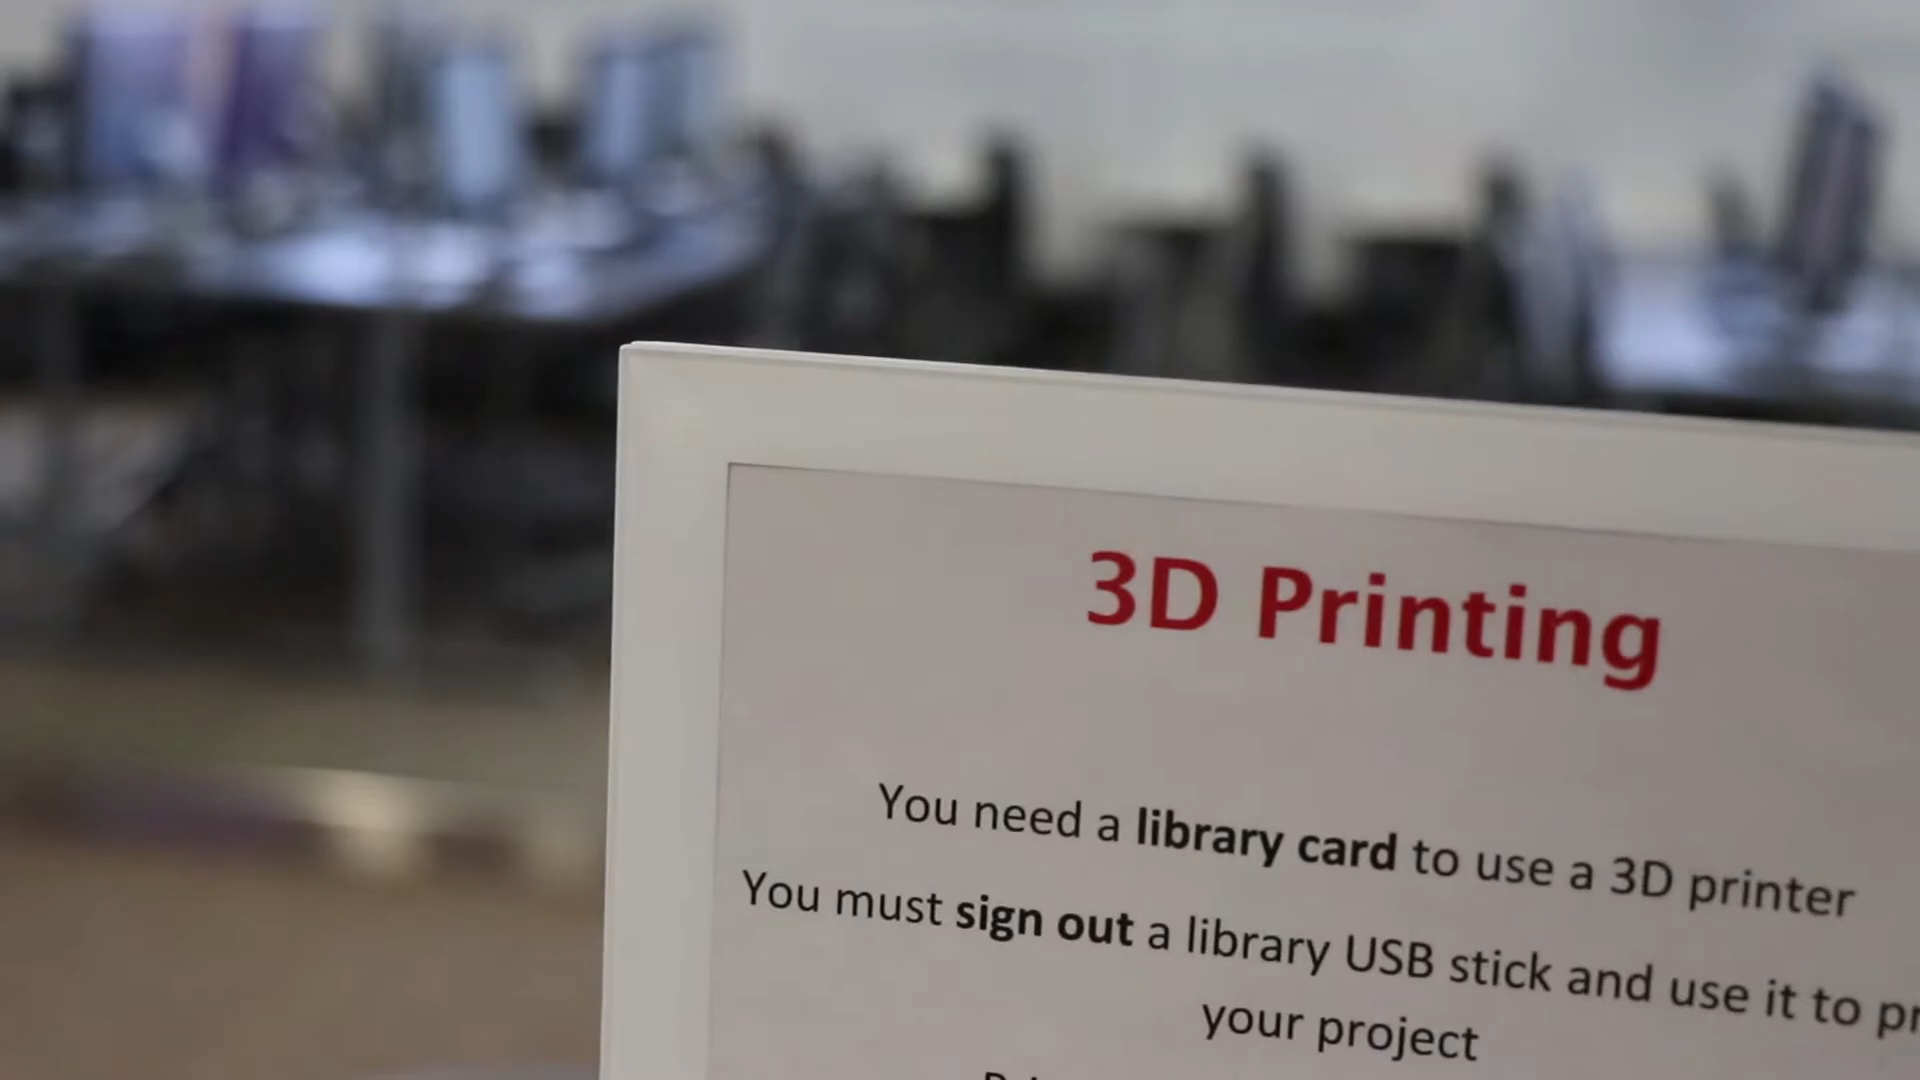 3D Printing
You need a library card to use a 3D printer
You must sign out a library USB stick and use it to
your project